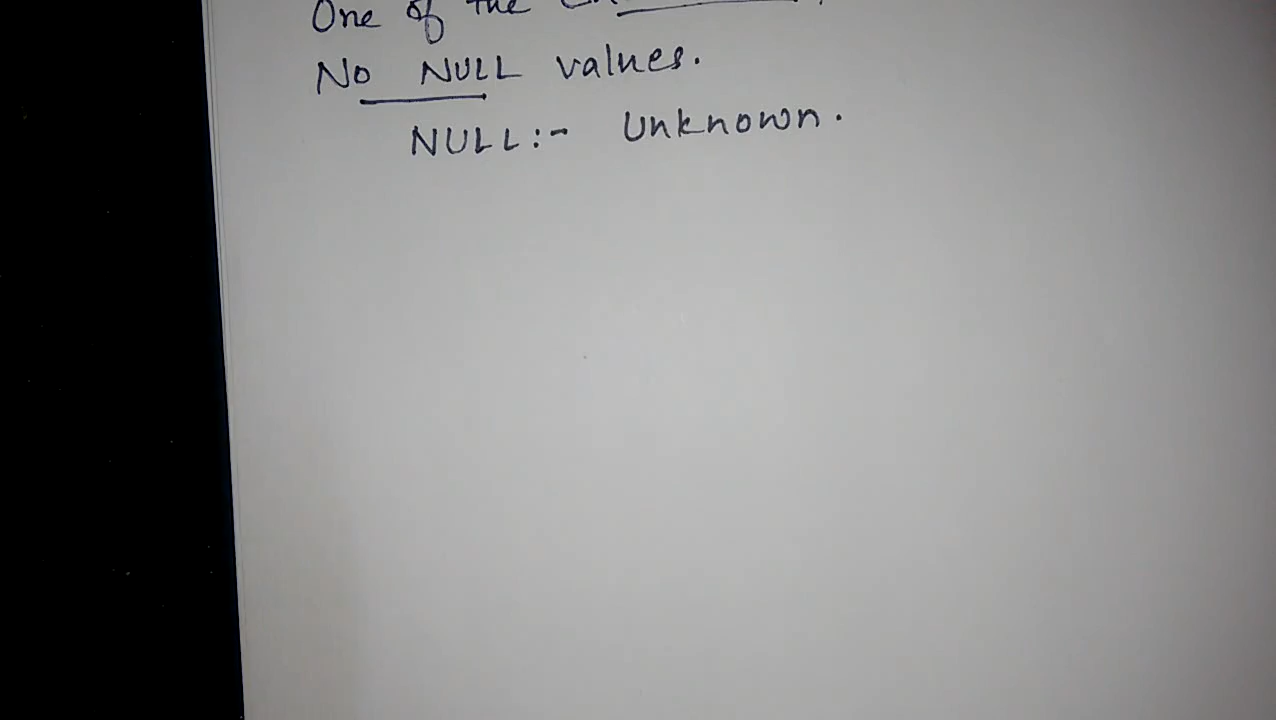 One of the
No NULL values.
NULL:- Unknown.